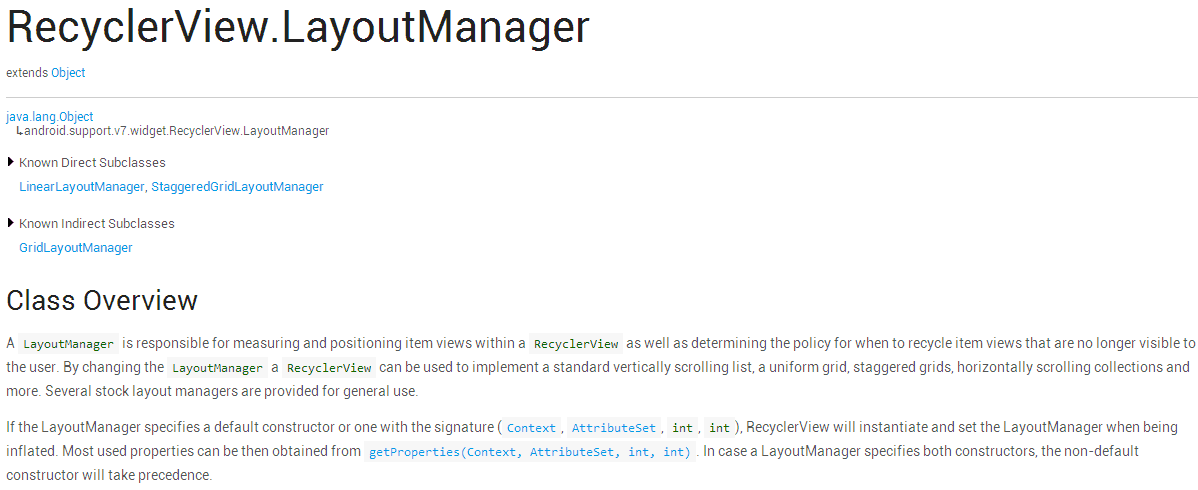 RecyclerView.LayoutManager
extends Object
java.lang.Object
↳android.support.v7.widget.RecyclerView.LayoutManager
Known Direct Subclasses
LinearLayoutManager, StaggeredGridLayoutManager
Known Indirect Subclasses
GridLayoutManager
Class Overview
A LayoutManager is responsible for measuring and positioning item views within a RecyclerView as well as determining the policy for when to recycle item views that are no longer visible to
the user. By changing the LayoutManager a RecyclerView can be used to implement a standard vertically scrolling list, a uniform grid, staggered grids, horizontally scrolling collections and
more. Several stock layout managers are provided for general use.
If the LayoutManager specifies a default constructor or one with the signature ( Context, AttributeSet, int, int ), RecyclerView will instantiate and set the LayoutManager when being
inflated. Most used properties can be then obtained from getProperties(Context, AttributeSet, int, int) . In case a LayoutManager specifies both constructors, the non-default
constructor will take precedence.